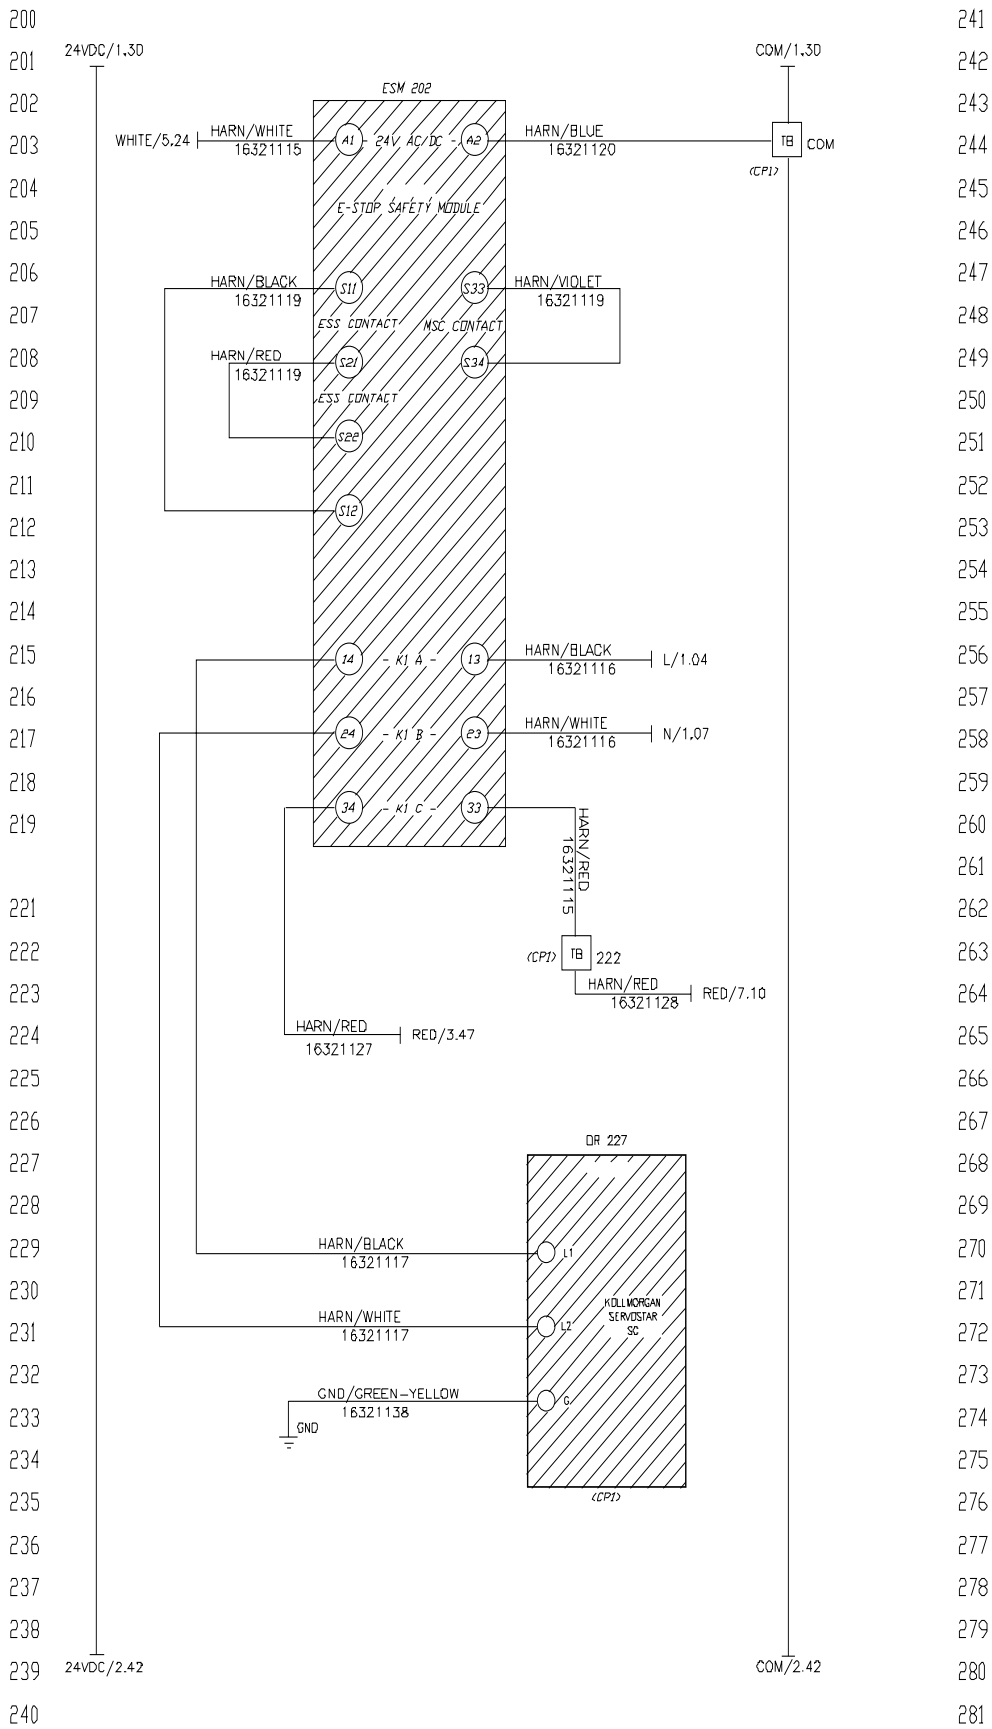 200
241
24VDC/1.30
COM/1.30
201
242
ESM 202
202
243
WHITE/5.24
HARN/WHITE
16321115
A1
- 24V AC/DC -
A2
HARN/BLUE
16321120
TB
COM
203
244
(CP1)
204
245
E-STOP SAFETY MODULE
205
246
206
247
HARN/BLACK
16321119
S11
S33
HARN/VIOLET
16321119
207
248
ESS CONTACT
MSC CONTACT
208
249
HARN/RED
16321119
S21
S34
209
250
ESS CONTACT
210
251
S22
211
252
S12
212
253
213
254
214
255
215
256
14
- K1 A -
13
HARN/BLACK
16321116
L/1.04
216
257
217
258
24
- K1 B -
23
HARN/WHITE
16321116
N/1.07
218
259
34
- K1 C -
33
219
260
HARN/RED
16321115
261
221
262
222
263
(CP1)
TB
222
223
264
HARN/RED
16321128
RED/7.10
224
265
HARN/RED
16321127
RED/3.47
225
266
226
267
DR 227
227
268
228
269
229
270
HARN/BLACK
16321117
L1
230
271
KOLLMORGAN
SERVOSTAR
SC
231
272
HARN/WHITE
16321117
L2
232
273
GND/GREEN-YELLOW
16321138
G
233
274
GND
234
275
235
276
(CP1)
236
277
237
278
238
279
24VDC/2.42
COM/2.42
239
280
240
281